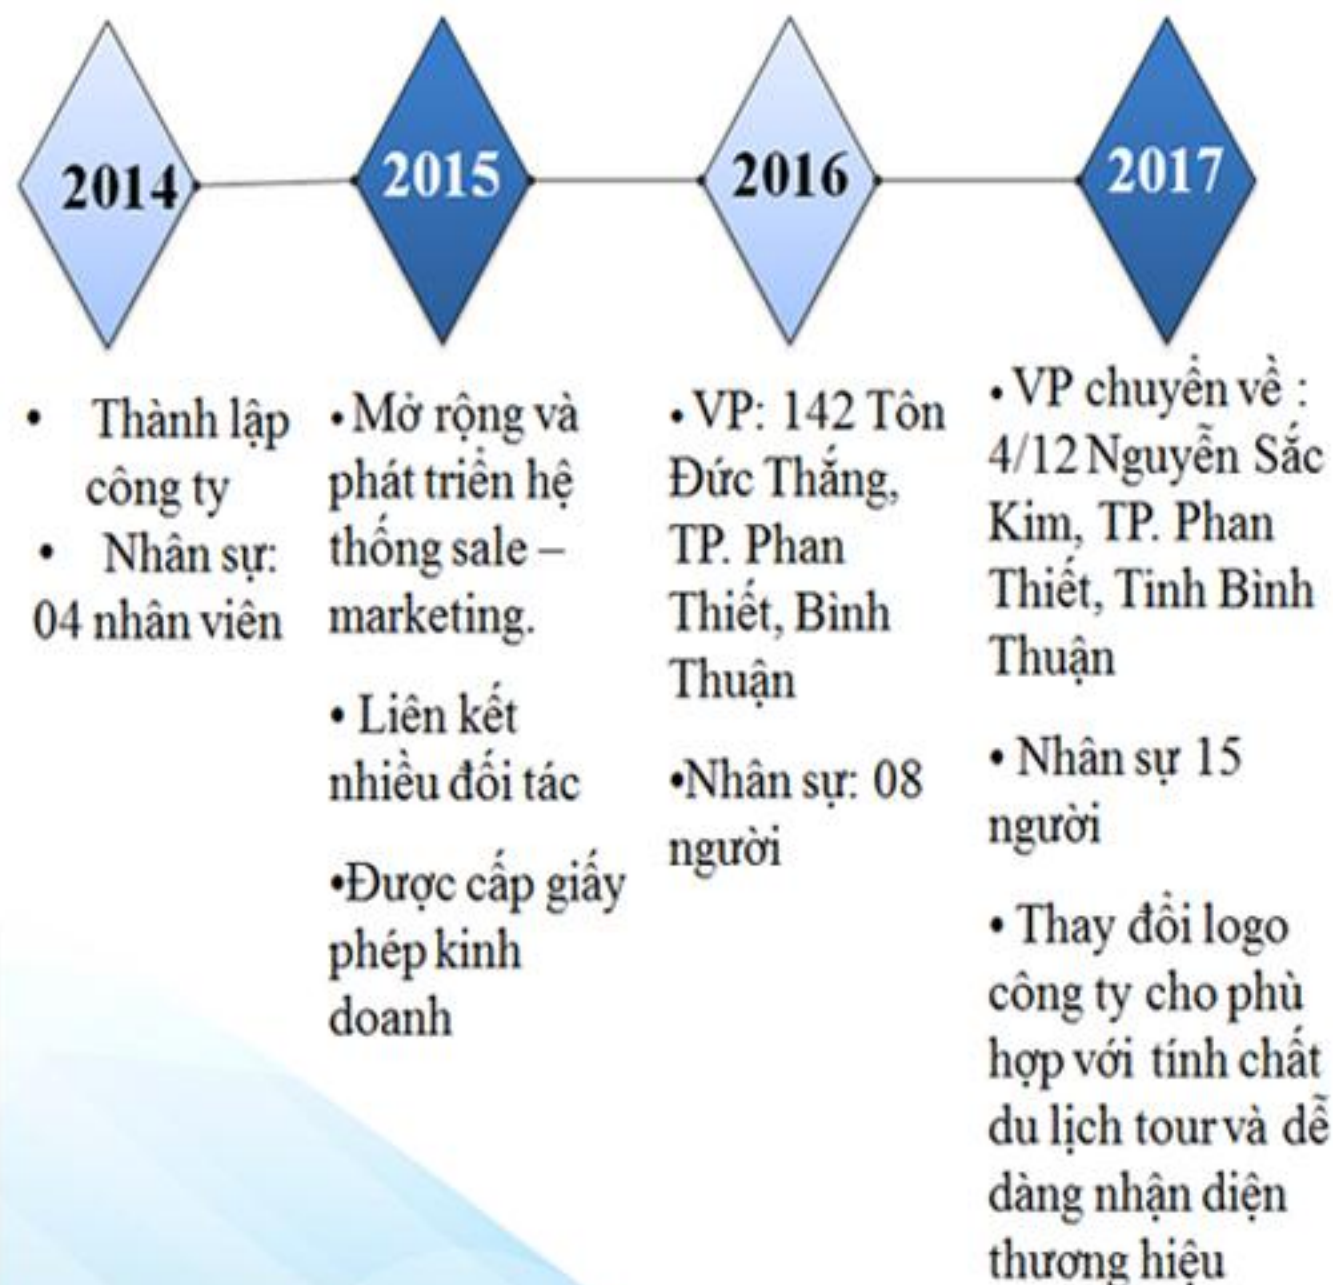 2014
2015
2016
2017
• Thành lập
công ty
• Nhân sự:
04 nhân viên
• Mở rộng và
phát triển hệ
thống sale –
marketing.
• Liên kết
nhiều đối tác
•Được cấp giấy
phép kinh
doanh
• VP: 142 Tôn
Đức Thắng,
TP. Phan
Thiết, Bình
Thuận
•Nhân sự: 08
người
• VP chuyển về :
4/12 Nguyễn Sắc
Kim, TP. Phan
Thiết, Tinh Bình
Thuận
• Nhân sự 15
người
• Thay đổi logo
công ty cho phù
hợp với tính chất
du lịch tour và dễ
dàng nhận diện
thương hiệu